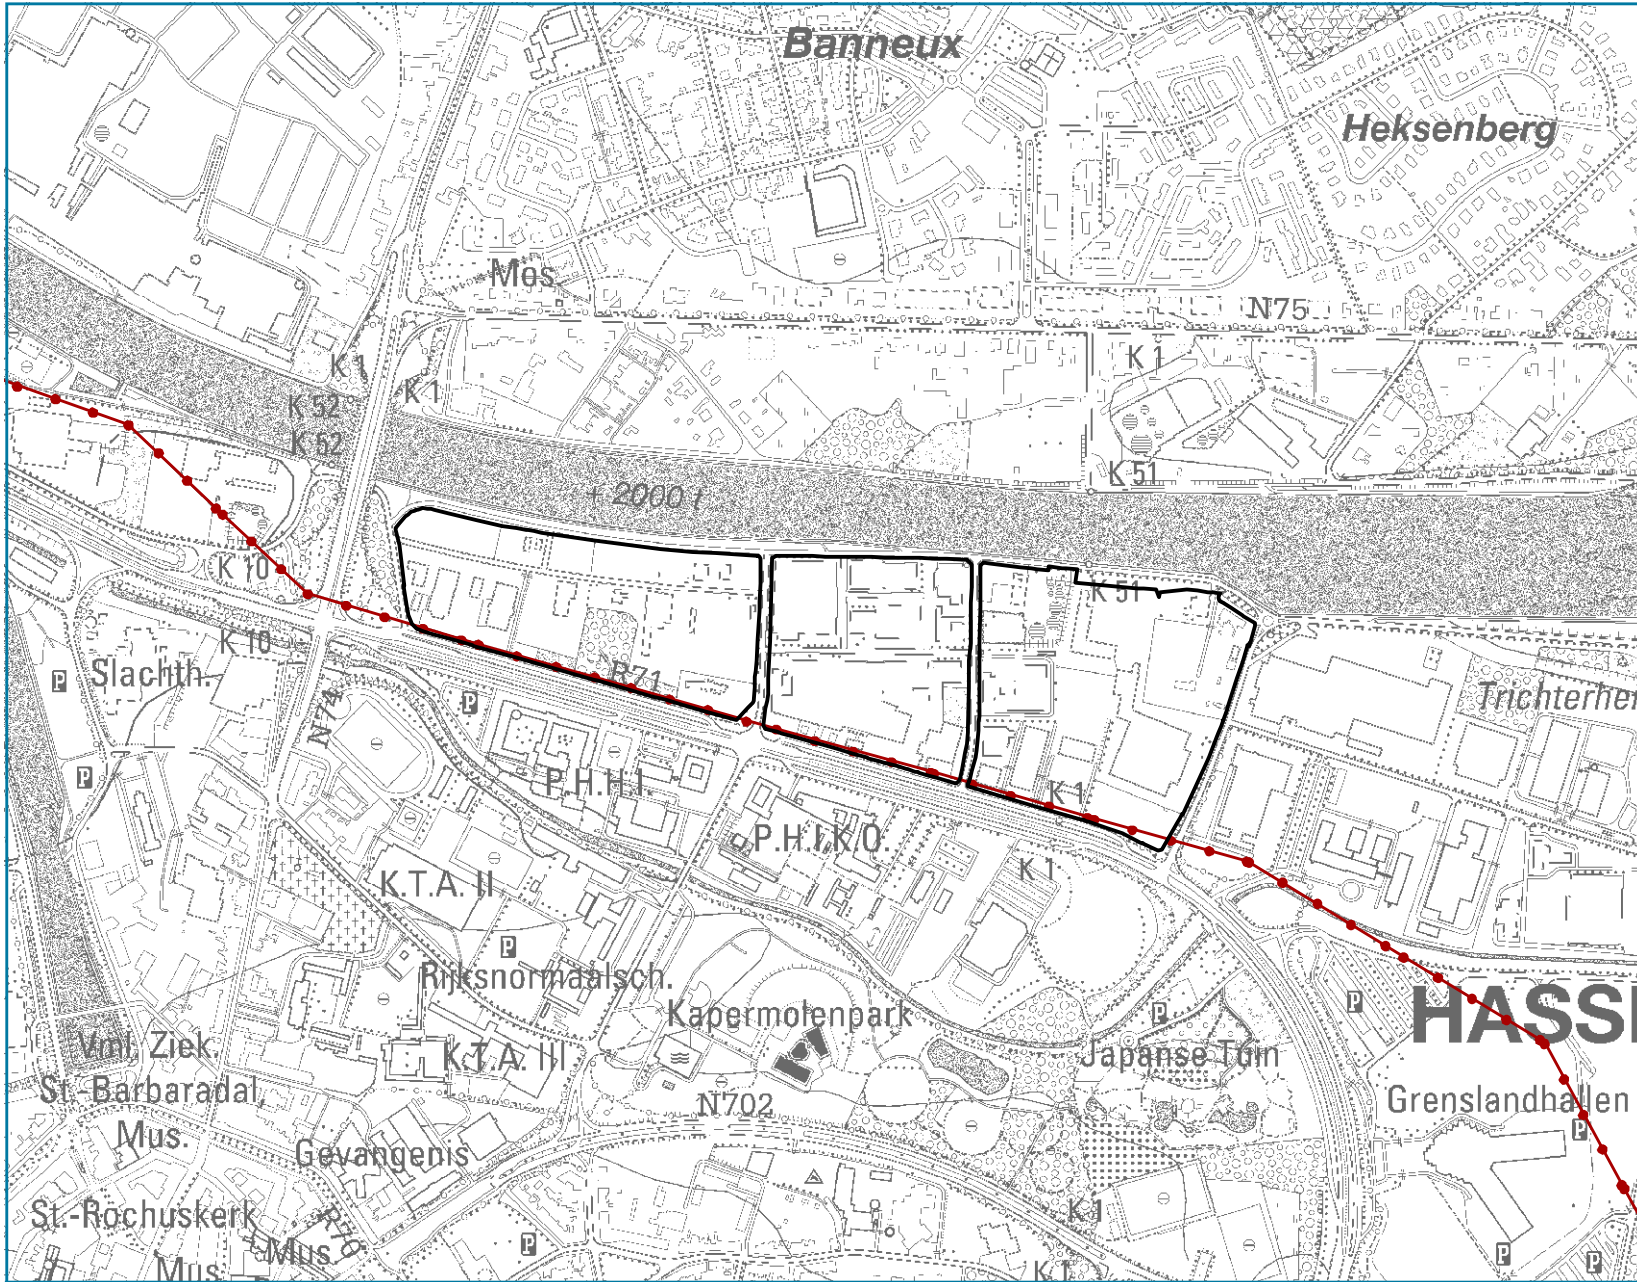 Banneux
Heksenberg
Mos.
N75
K 1
K 1
K 1
K 52
K 52
K 51
+ 2000 t
K 10
K 51
K 10
Slachth.
P
R71
P
N74
Trichterhei
P
P.H.H.I.
K 1
P.H.I.K.O.
K 1
K.T.A. II
P
Rijksnormaalsch.
P
P
HASSE
Kapermolenpark
Vml. Ziek.
K.T.A. III
Japanse Tuin
St.-Barbaradal,
N702
Grenslandhallen
Mus.
P
Gevangenis
St.-Rochuskerk
R70
K 1
Mus.
P
P
P
Mus
K 1